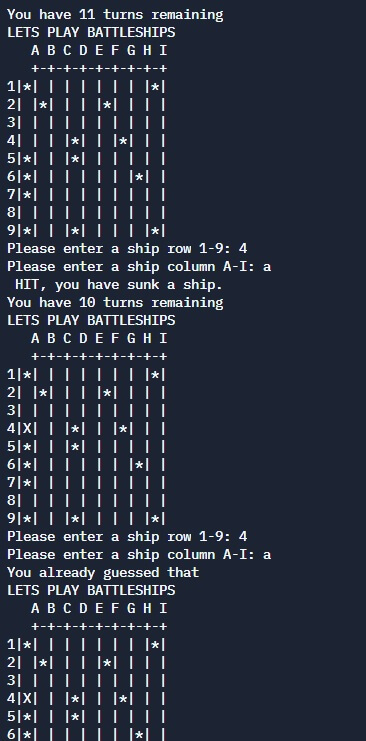 You have 11 turns remaining
LETS PLAY BATTLESHIPS
   A B C D E F G H I
   +-+-+-+-+-+-+-+-+
1|*| | | | | | | |*|
2| |*| | | |*| | | |
3| | | | | | | | | |
4| | | |*| | |*| | |
5|*| | |*| | | | | |
6|*| | | | | | |*| |
7|*| | | | | | | | |
8| | | | | | | | | |
9|*| | |*| | | | |*|
Please enter a ship row 1-9: 4
Please enter a ship column A-I: a
 HIT, you have sunk a ship.
You have 10 turns remaining
LETS PLAY BATTLESHIPS
   A B C D E F G H I
   +-+-+-+-+-+-+-+-+
1|*| | | | | | | |*|
2| |*| | | |*| | | |
3| | | | | | | | | |
4|X| | |*| | |*| | |
5|*| | |*| | | | | |
6|*| | | | | | |*| |
7|*| | | | | | | | |
8| | | | | | | | | |
9|*| | |*| | | | |*|
Please enter a ship row 1-9: 4
Please enter a ship column A-I: a
You already guessed that
LETS PLAY BATTLESHIPS
   A B C D E F G H I
   +-+-+-+-+-+-+-+-+
1|*| | | | | | | |*|
2| |*| | | |*| | | |
3| | | | | | | | | |
4|X| | |*| | |*| | |
5|*| | |*| | | | | |
6|*| | | | | | |*| |